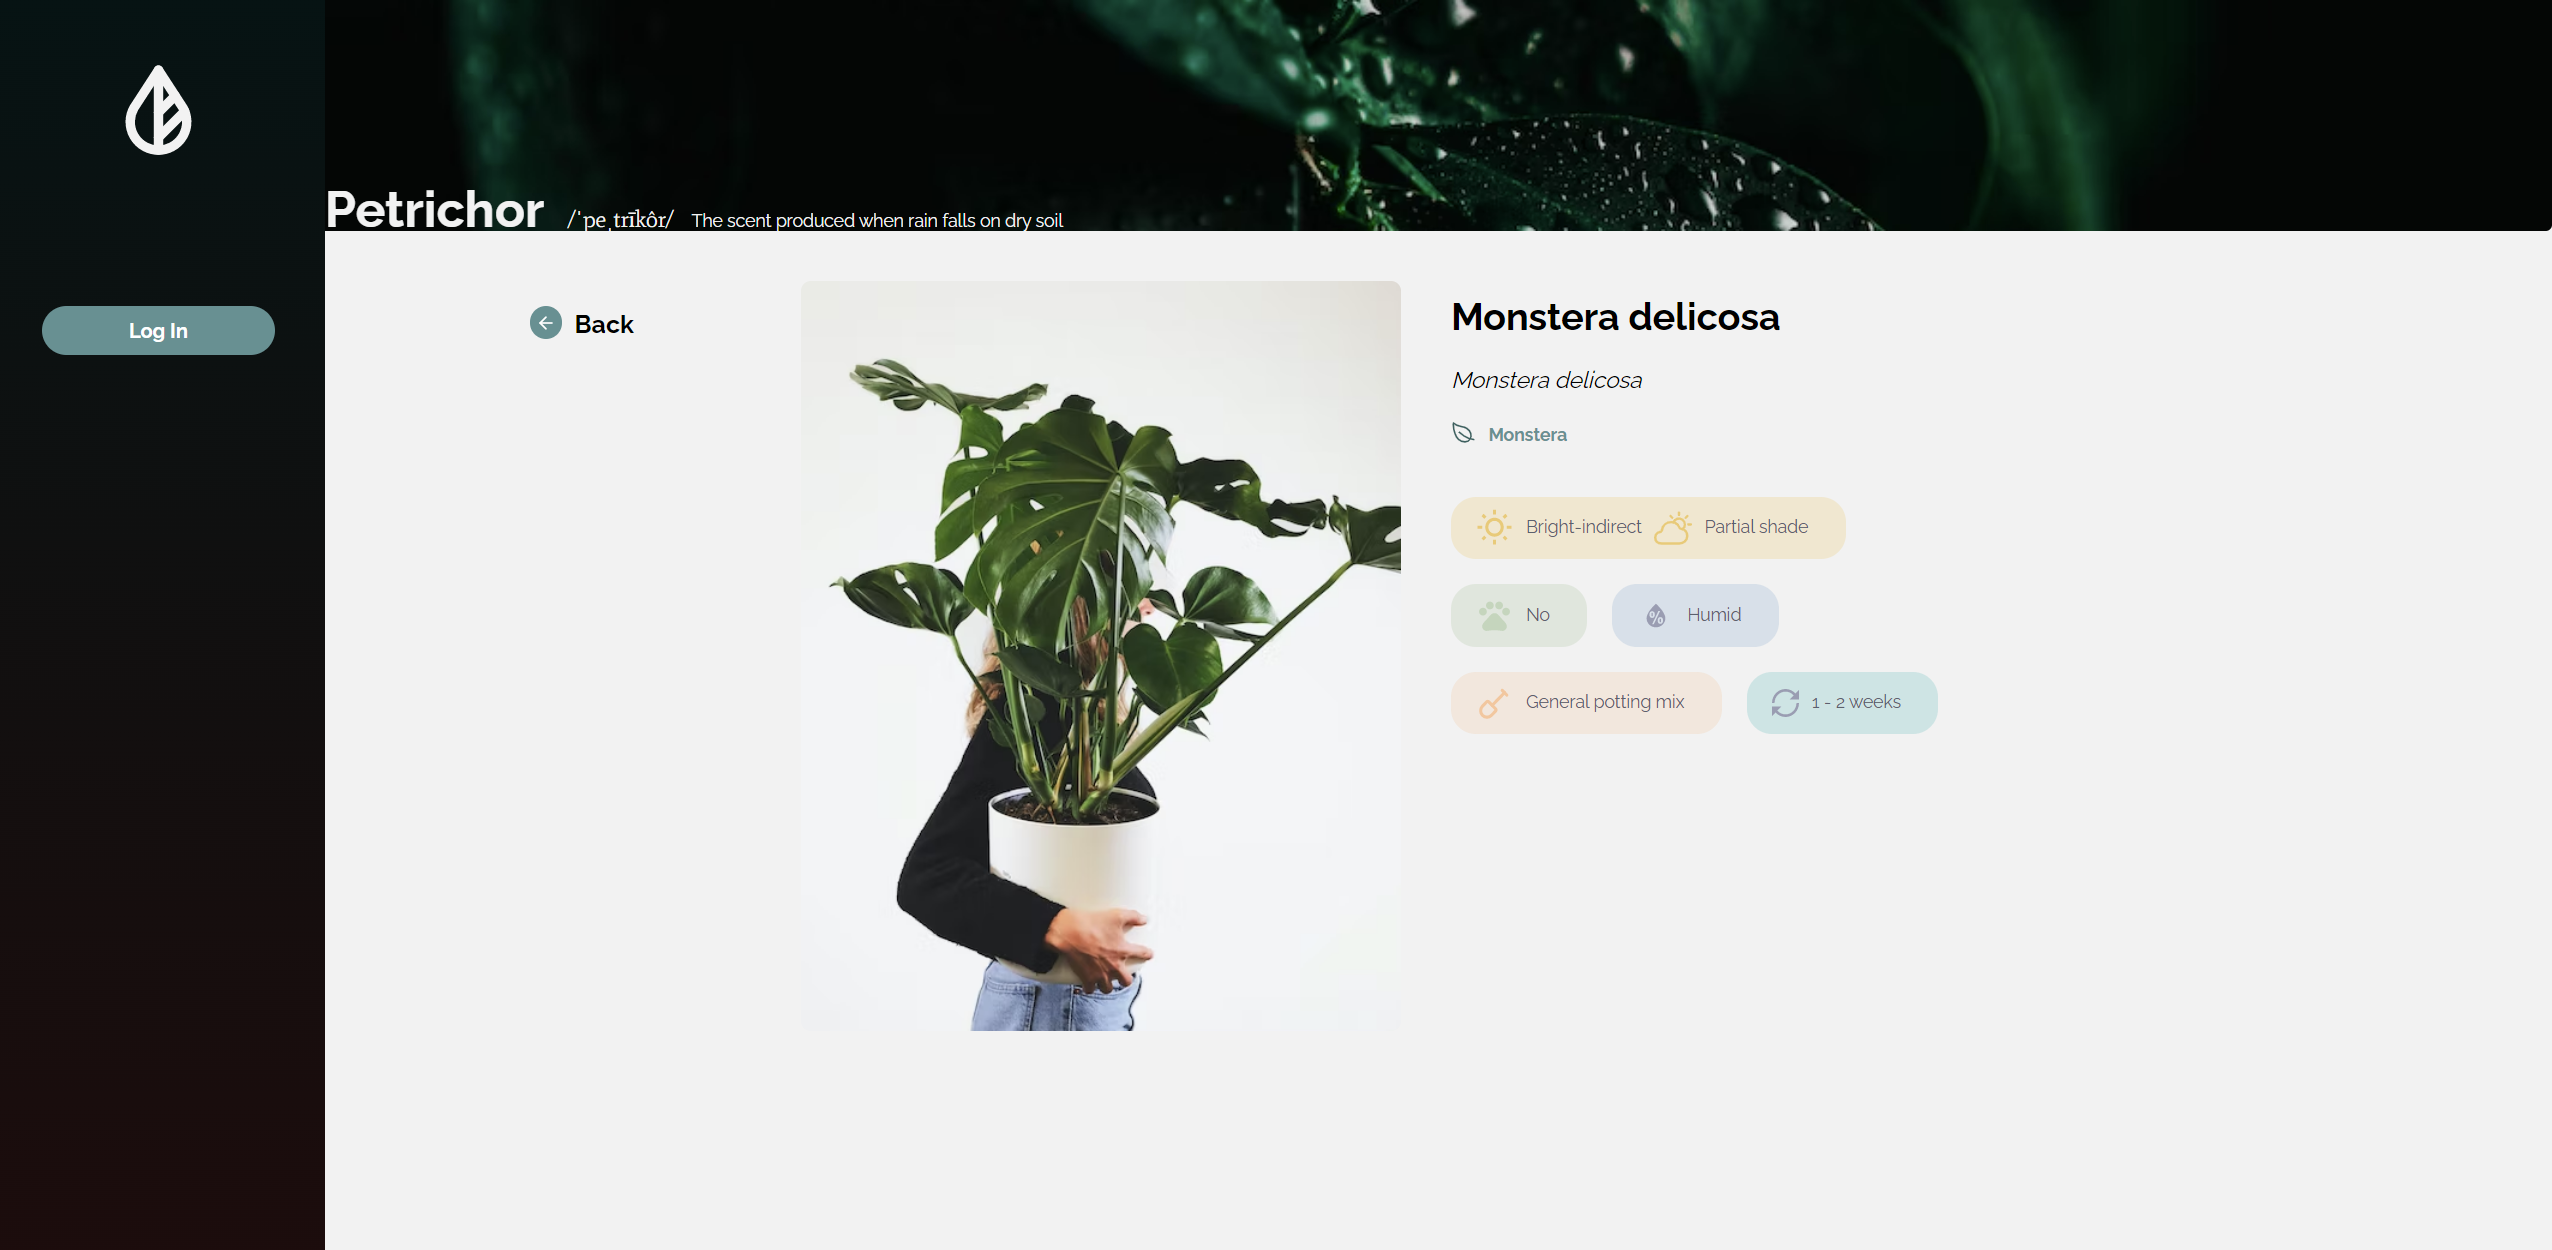 Petrichor /ˈpeˌtrīkôr/ The scent produced when rain falls on dry soil
Log In
Back
Monstera delicosa
Monstera delicosa
Monstera
Bright-indirect Partial shade
No Humid
General potting mix 1 - 2 weeks